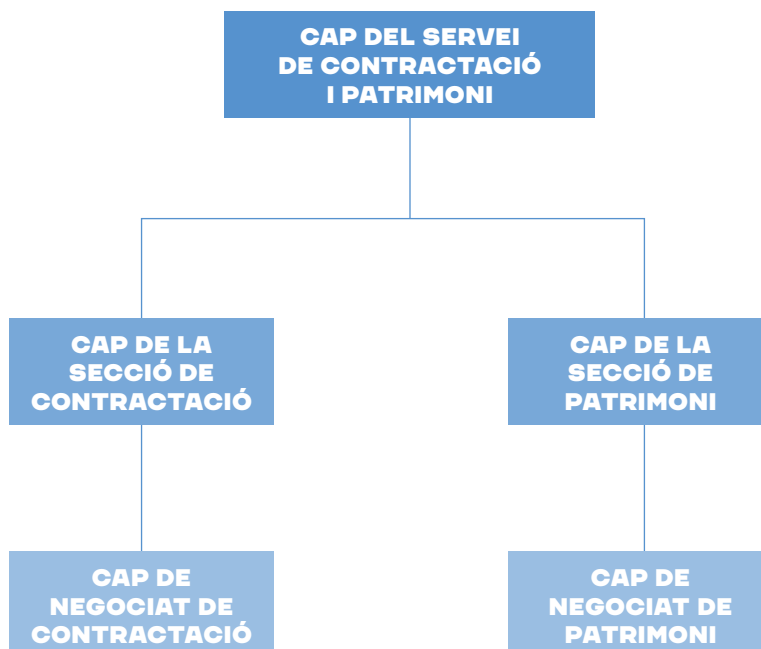 CAP DEL SERVEI
DE CONTRACTACIÓ
I PATRIMONI
CAP DE LA
SECCIÓ DE
CONTRACTACIÓ
CAP DE LA
SECCIÓ DE
PATRIMONI
CAP DE
NEGOCIAT DE
CONTRACTACIÓ
CAP DE
NEGOCIAT DE
PATRIMONI